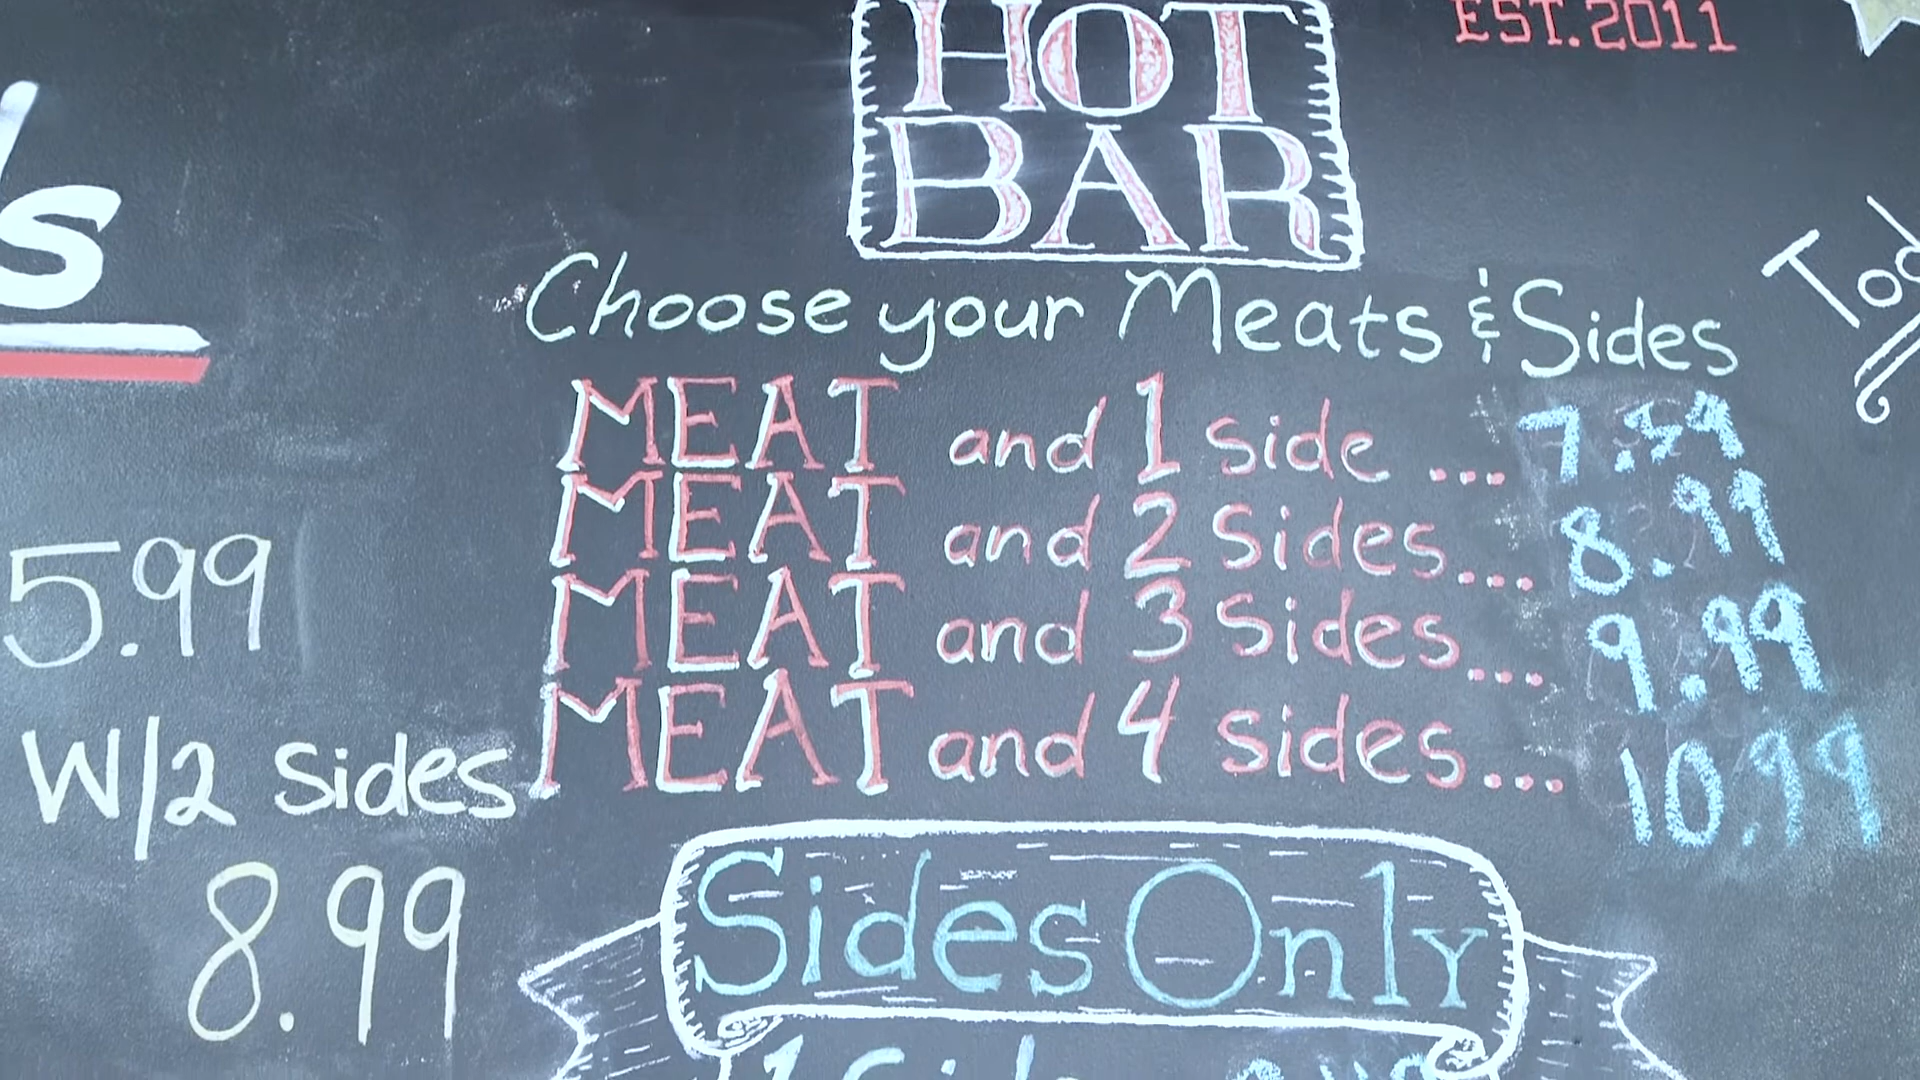 HOT
BAR
EST.2011
Choose your Meats & Sides
MEAT and 1 side ... 7.59
MEAT and 2 Sides... 8.99
MEAT and 3 Sides... 9.99
MEAT and 4 sides... 10.99
5.99
W/2 sides
8.99
Sides Only